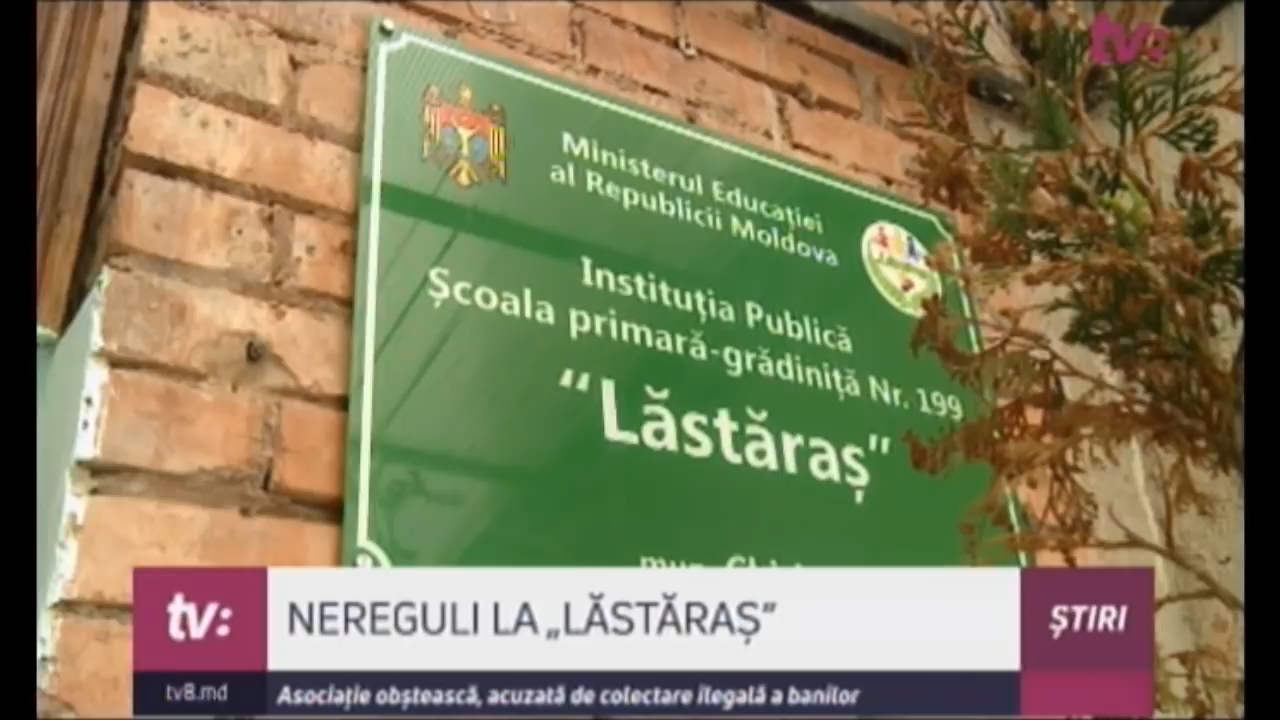 tv:
Ministerul Educației
al Republicii Moldova
Instituția Publică
Școala primară-grădiniță Nr. 199
“Lăstăraș”
mun.
tv:
NEREGULI LA „LĂSTĂRAȘ”
ȘTIRI
tv8.md
Asociație obștească, acuzată de colectare ilegală a banilor